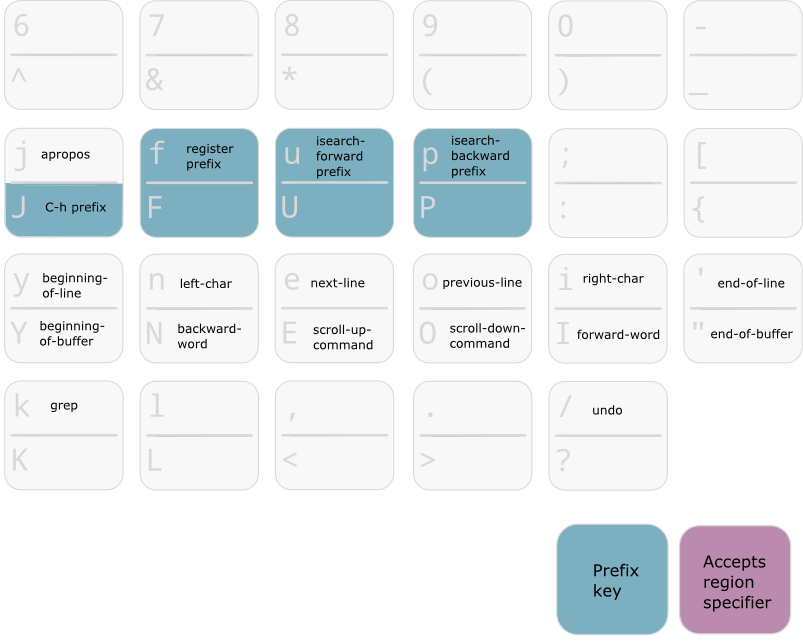 6
^
7
&
8
*
9
(
0
)
-
_
j apropos
J C-h prefix
f register
prefix
F
u isearch-
forward
prefix
U
p isearch-
backward
prefix
P
;
:
[
{
y beginning-
of-line
Y beginning-
of-buffer
n left-char
N backward-
word
e next-line
E scroll-up-
command
o previous-line
O scroll-down-
command
i right-char
I forward-word
' end-of-line
" end-of-buffer
k grep
K
l
L
,
<
.
>
/ undo
?
Prefix
key
Accepts
region
specifier